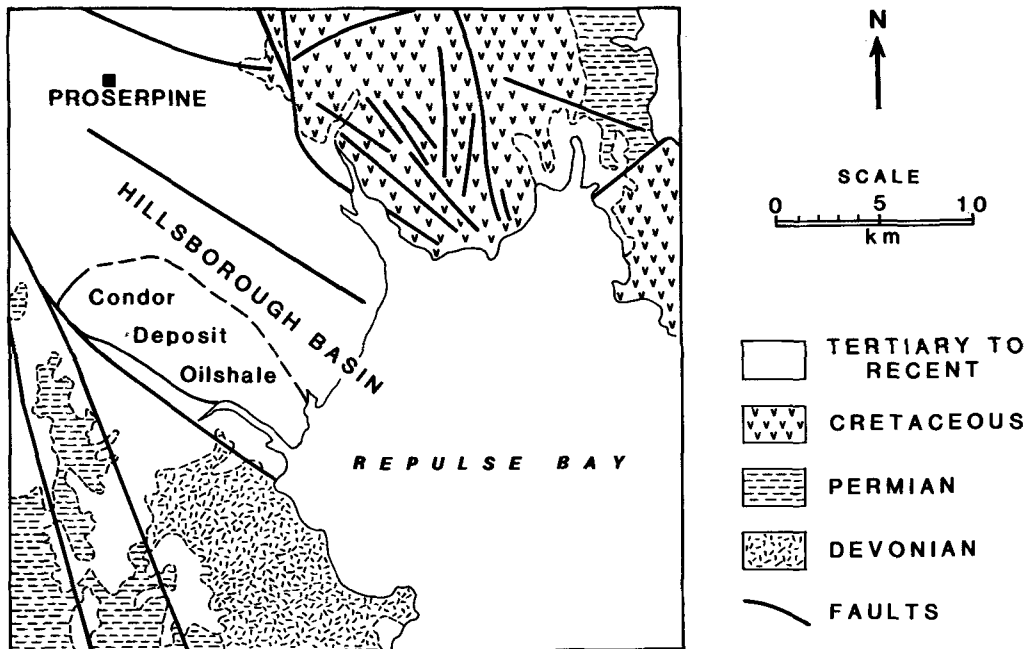 PROSERPINE
HILLSBOROUGH BASIN
Condor
Deposit
Oilshale
REPULSE BAY
N
SCALE
0 5 10
km
TERTIARY TO
RECENT
CRETACEOUS
PERMIAN
DEVONIAN
FAULTS